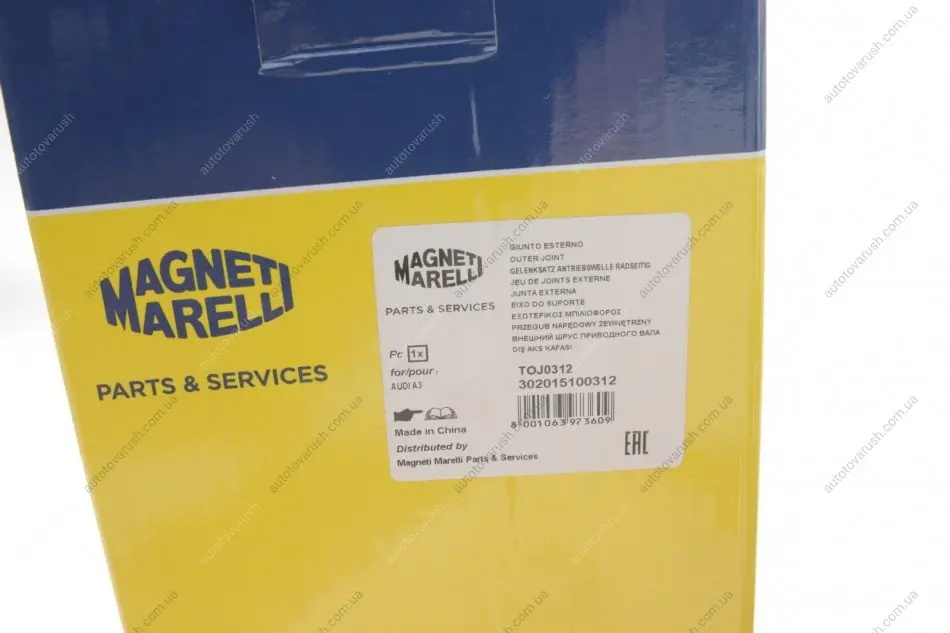 MAGNETI
MARELLI
PARTS & SERVICES
MAGNETI
MARELLI
PARTS & SERVICES
Pc 1x
for/pour:
AUDI A3
Made in China
Distributed by
Magneti Marelli Parts & Services
GIUNTO ESTERNO
OUTER JOINT
GELENKSATZ ANTRIEBSWELLE RADSEITIG
JEU DE JOINTS EXTERNE
JUNTA EXTERNA
EIXO DO SUPORTE
ΕΞΩΤΕΡΙΚΟΣ ΜΠΙΛΙΟΦΟΡΟΣ
PRZEGUB NAPĘDOWY ZEWNĘTRZNY
ВНЕШНИЙ ШРУС ПРИВОДНОГО ВАЛА
DIŞ AKS KAFASI
TOJ0312
302015100312
8 001063 973609
EAC
autotovarush.com.ua